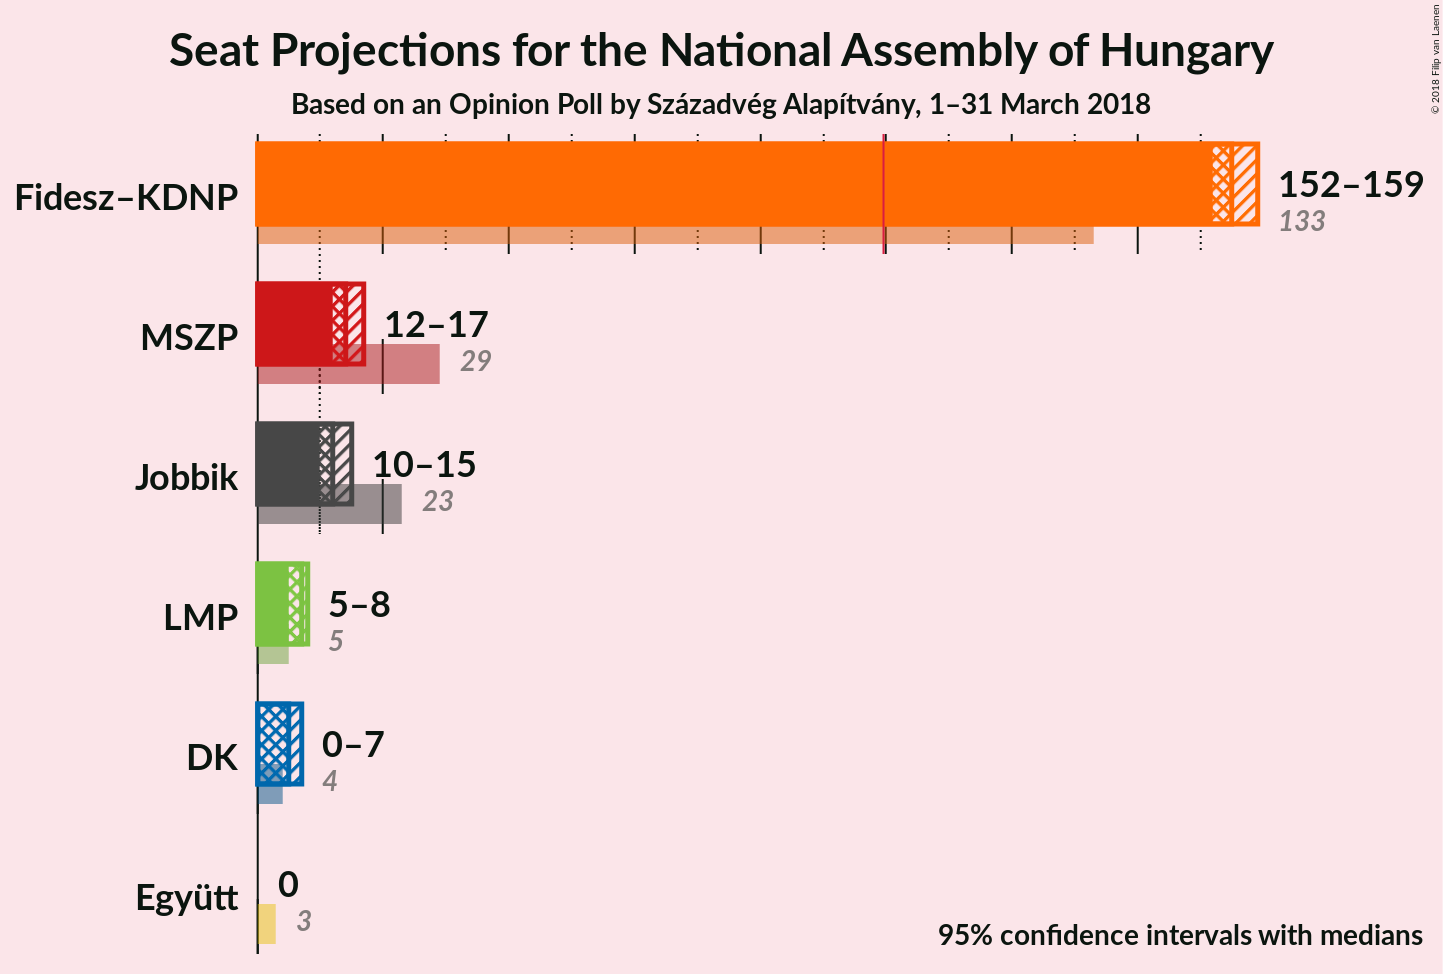 Seat Projections for the National Assembly of Hungary
Based on an Opinion Poll by Századvég Alapítvány, 1–31 March 2018
© 2018 Filip van Laenen
Fidesz–KDNP
152–159
133
MSZP
12–17
29
Jobbik
10–15
23
LMP
5–8
5
DK
0–7
4
Együtt
0
3
95% confidence intervals with medians